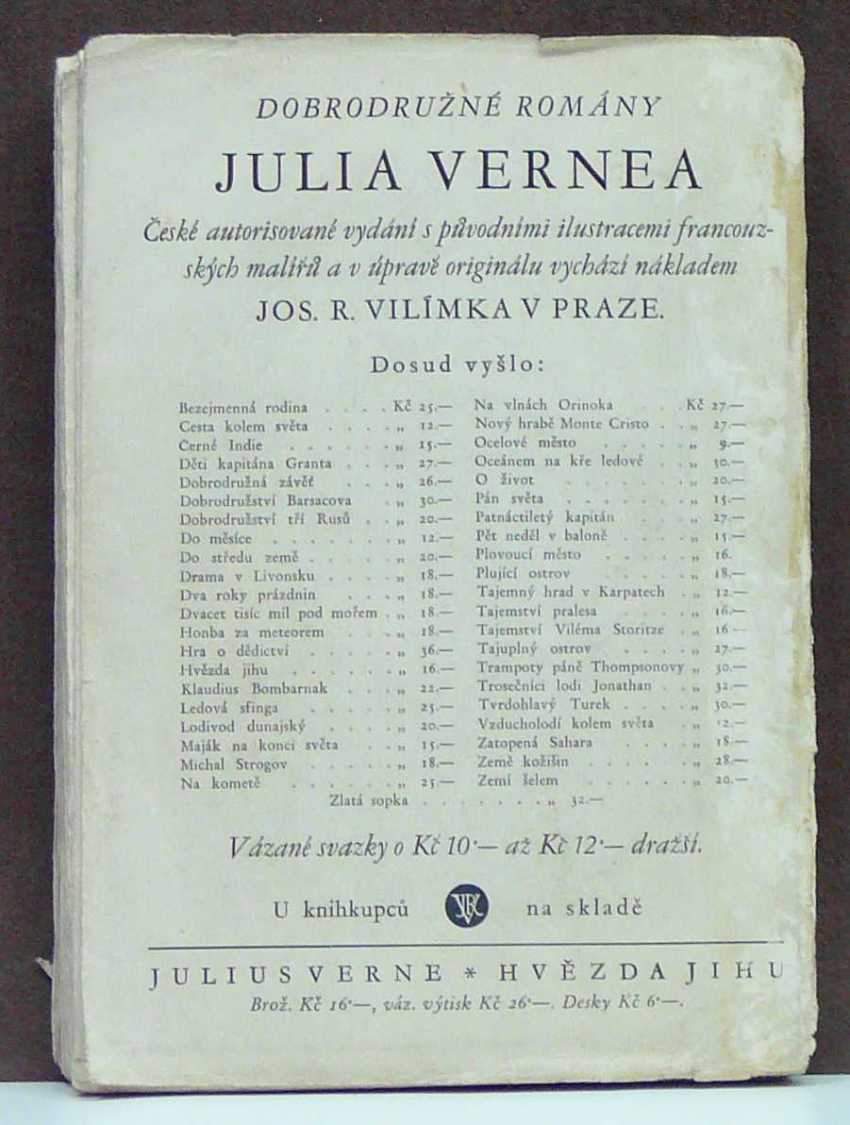 DOBRODRUŽNÉ ROMÁNY
JULIA VERNEA
České autorisované vydání s původními ilustracemi francouz-
ských malířů a v úpravě originálu vychází nákladem
JOS. R. VILÍMKA V PRAZE.
Dosud vyšlo:
Bezejmenná rodina . . . . Kč 25.—
Cesta kolem světa . . . . „ 12.—
Černé Indie . . . . . . „ 15.—
Děti kapitána Granta . . . „ 27.—
Dobrodružná závěť . . . „ 26.—
Dobrodružství Barsacova . „ 30.—
Dobrodružství tří Rusů . . „ 20.—
Do měsíce . . . . . . . „ 12.—
Do středu země . . . . . „ 20.—
Drama v Livonsku . . . . „ 18.—
Dva roky prázdnin . . . „ 18.—
Dvacet tisíc mil pod mořem . „ 18.—
Honba za meteorem . . . „ 18.—
Hra o dědictví . . . . . „ 36.—
Hvězda jihu . . . . . . „ 16.—
Klaudius Bombarnak . . . „ 22.—
Ledová sfinga . . . . . „ 25.—
Lodivod dunajský . . . . „ 20.—
Maják na konci světa . . „ 15.—
Michal Strogov . . . . . „ 18.—
Na kometě . . . . . . „ 25.—
Na vlnách Orinoka . . Kč 27.—
Nový hrabě Monte Cristo . . „ 27.—
Ocelové město . . . . . „ 9.—
Oceánem na kře ledové . . „ 30.—
O život . . . . . . . „ 20.—
Pán světa . . . . . . . „ 15.—
Patnáctiletý kapitán . . . „ 27.—
Pět neděl v baloně . . . . „ 15.—
Plovoucí město . . . . . „ 16.
Plující ostrov . . . . . „ 18.—
Tajemný hrad v Karpatech . „ 12.—
Tajemství pralesa . . . . „ 16.—
Tajemství Viléma Storitze . „ 16 —
Tajuplný ostrov . . . . „ 27.—
Trampoty páně Thompsonovy „ 30.—
Trosečníci lodi Jonathan . . „ 32.—
Tvrdohlavý Turek . . . . „ 30.—
Vzducholodí kolem světa . „ 12.—
Zatopená Sahara . . . . „ 18.—
Země kožišin . . . . . „ 28.—
Zemí šelem . . . . . . „ 20.—
Zlatá sopka . . . . . . . „ 32.—
Vázané svazky o Kč 10·— až Kč 12·— dražší.
U knihkupců JRV na skladě
JULIUS VERNE * HVĚZDA JIHU
Brož. Kč 16·—, váz. výtisk Kč 26·—. Desky Kč 6·—.